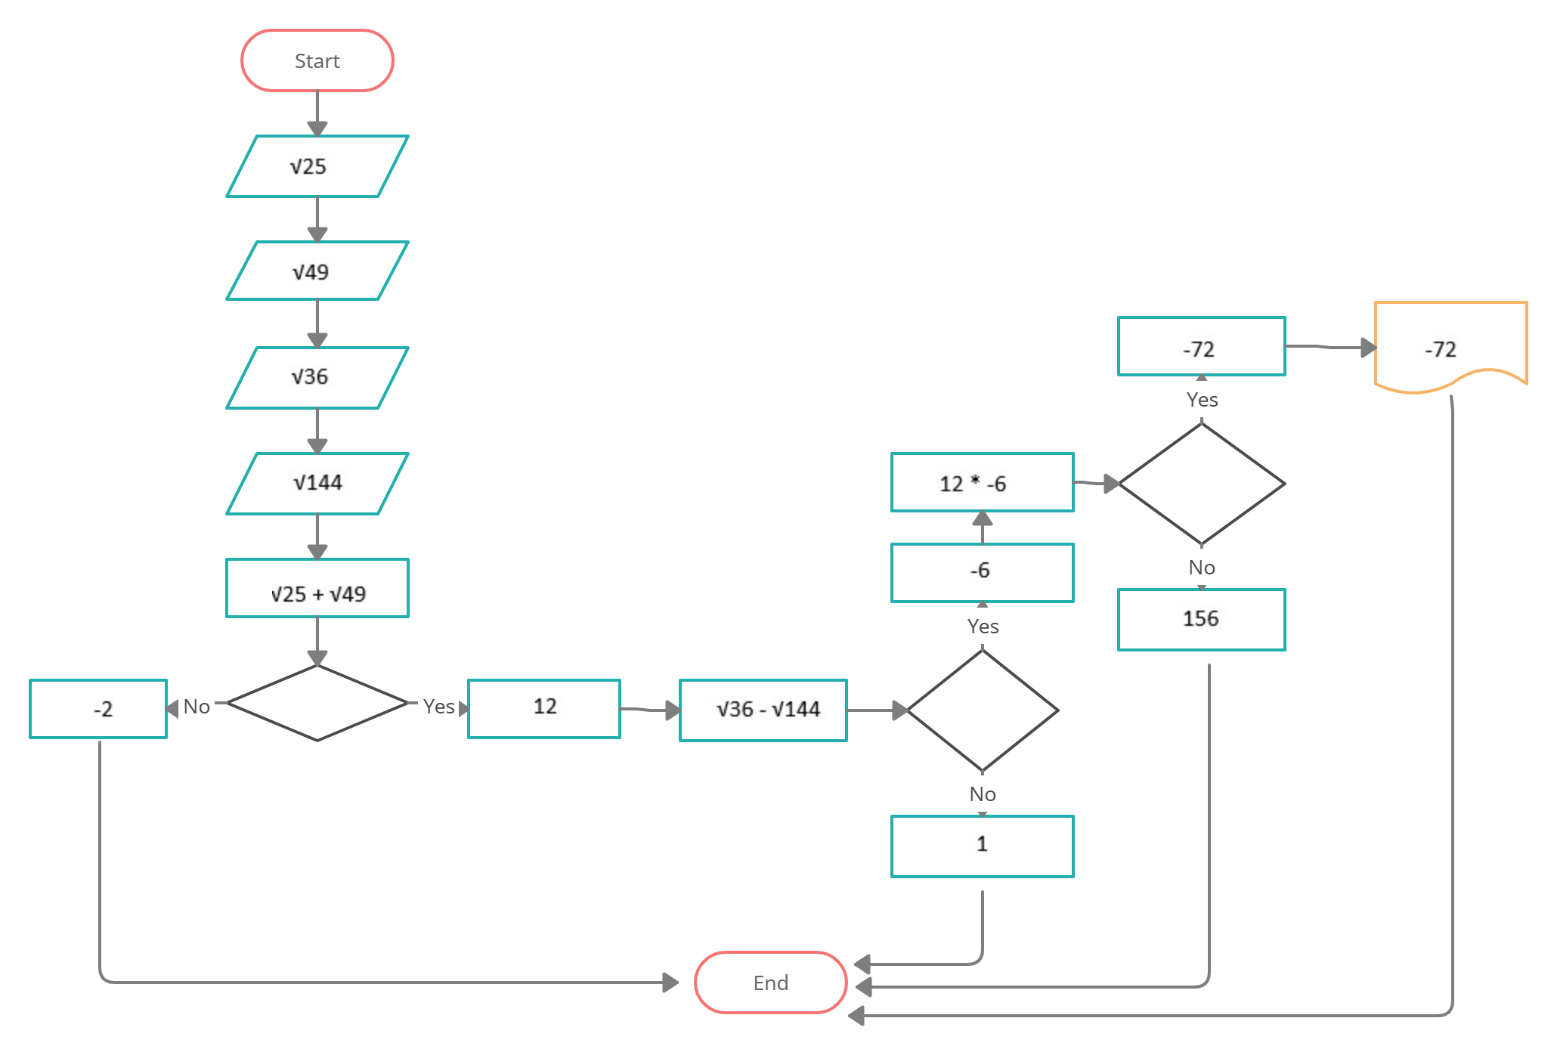 Start
√25
√49
√36
√144
√25 + √49
No
-2
Yes
12
√36 - √144
Yes
-6
12 * -6
Yes
-72
-72
No
156
No
1
End